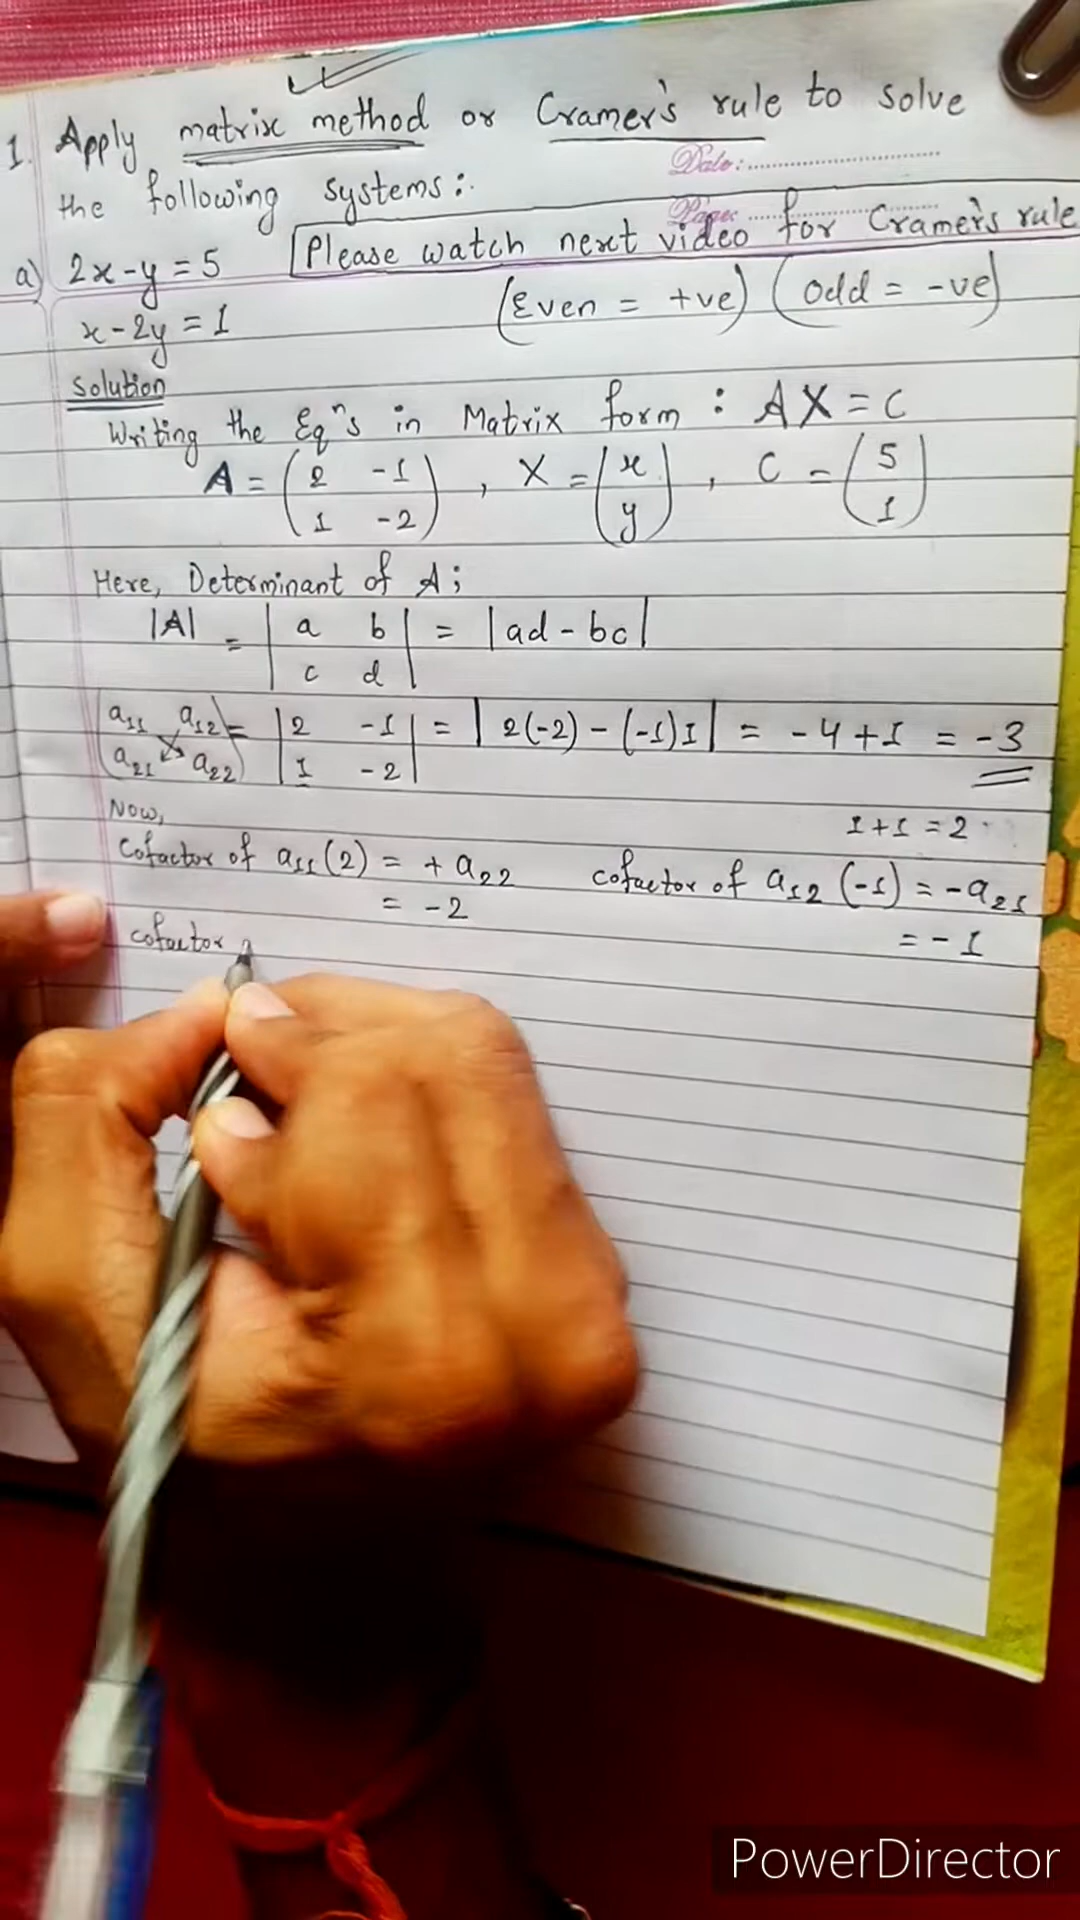 1. Apply matrix method or Cramer's rule to solve
Date:
the following systems:
Page:
a) 2x-y = 5 Please watch next video for Cramer's rule
x-2y = 1 (Even = +ve) (odd = -ve)
Solution
Writing the Eqⁿ's in Matrix form : AX = C
A = (2 -1 , X = (x , C = (5
1 -2) y) 1)
Here, Determinant of A;
|A| = |a b| = |ad - bc|
c d
(a11 a12) = |2 -1| = |2(-2) - (-1)1| = -4+1 = -3
(a21 a22) |1 -2|
Now, 1+1 = 2
Cofactor of a11(2) = + a22 cofactor of a12 (-1) = -a21
= -2 = -1
cofactor
PowerDirector